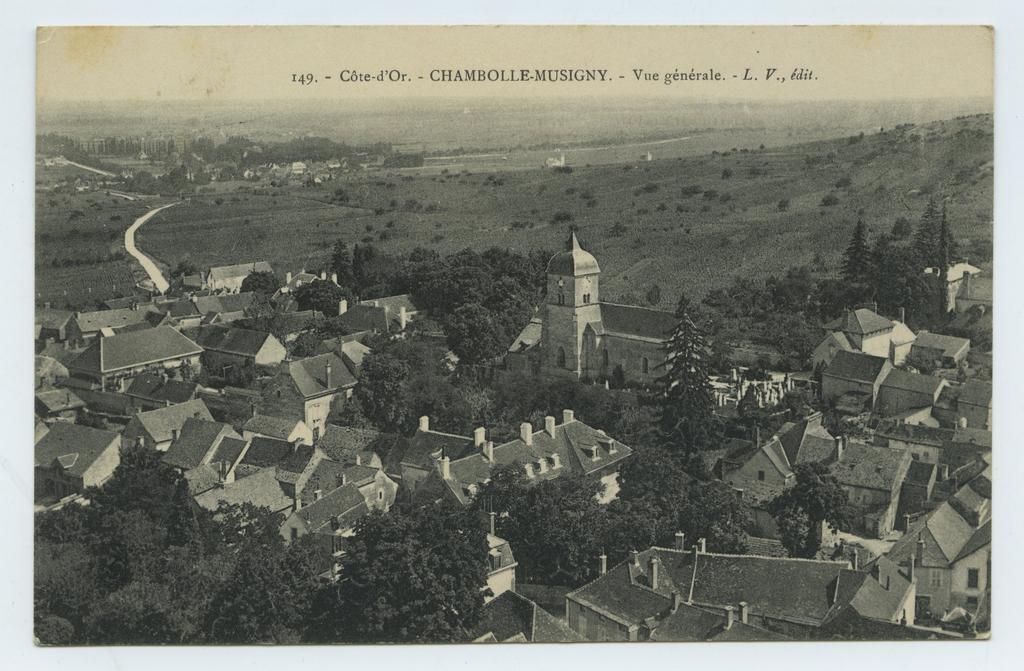 149. - Côte-d'Or. - CHAMBOLLE-MUSIGNY. - Vue générale. - L. V., édit.